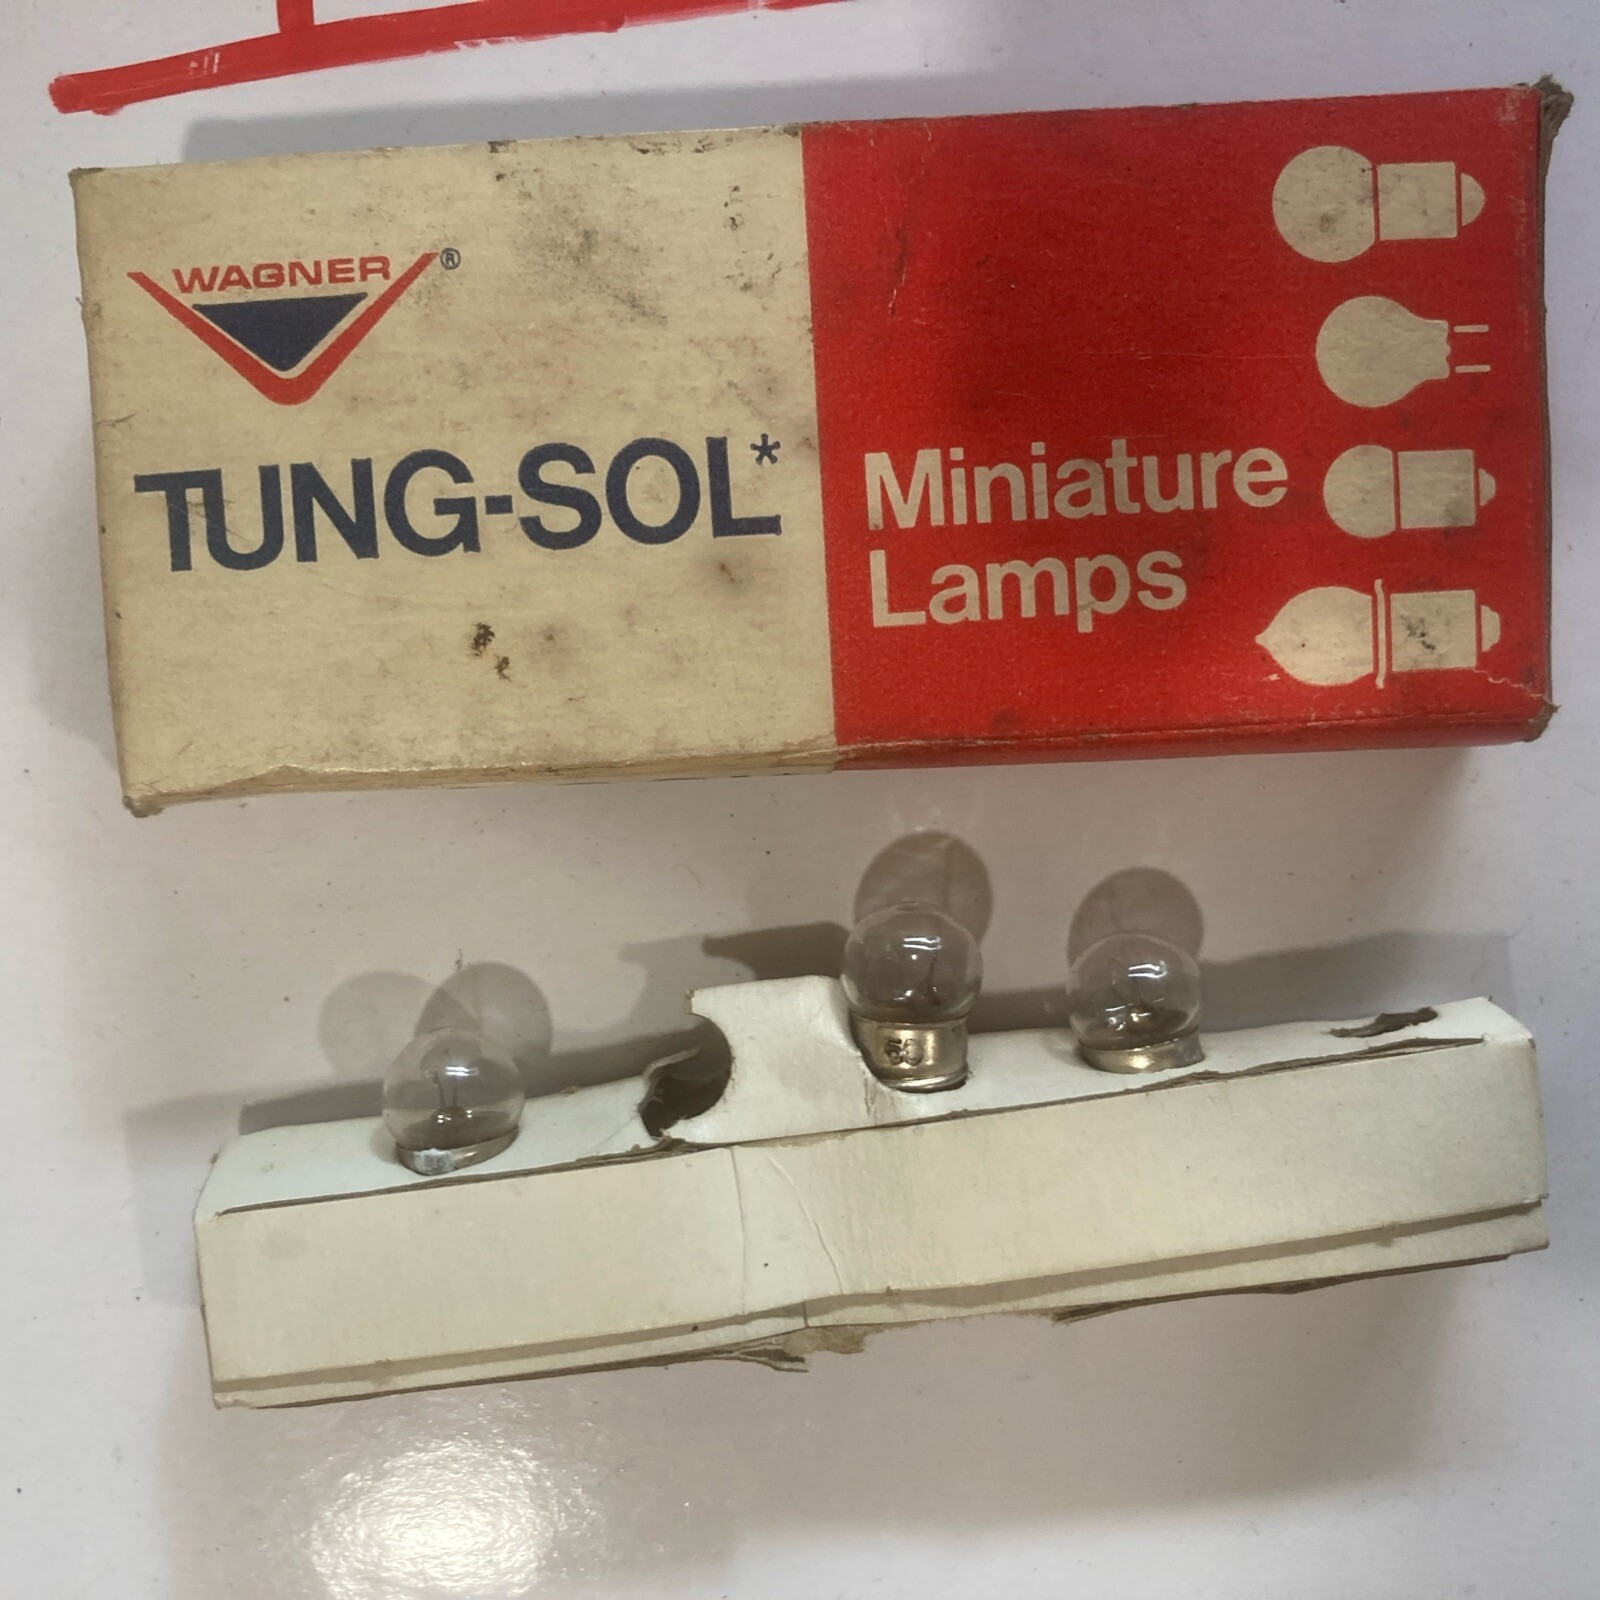 WAGNER®
TUNG-SOL*
Miniature
Lamps